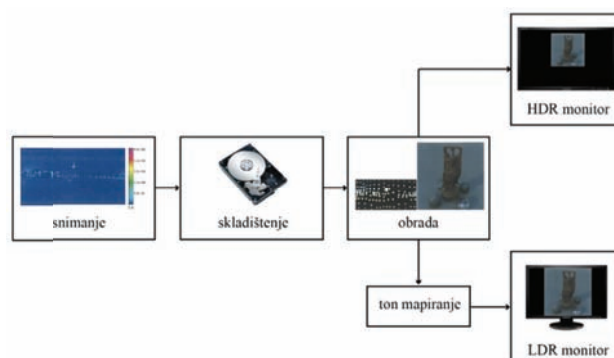 HDR monitor
snimanje
skladištenje
obrada
ton mapiranje
LDR monitor